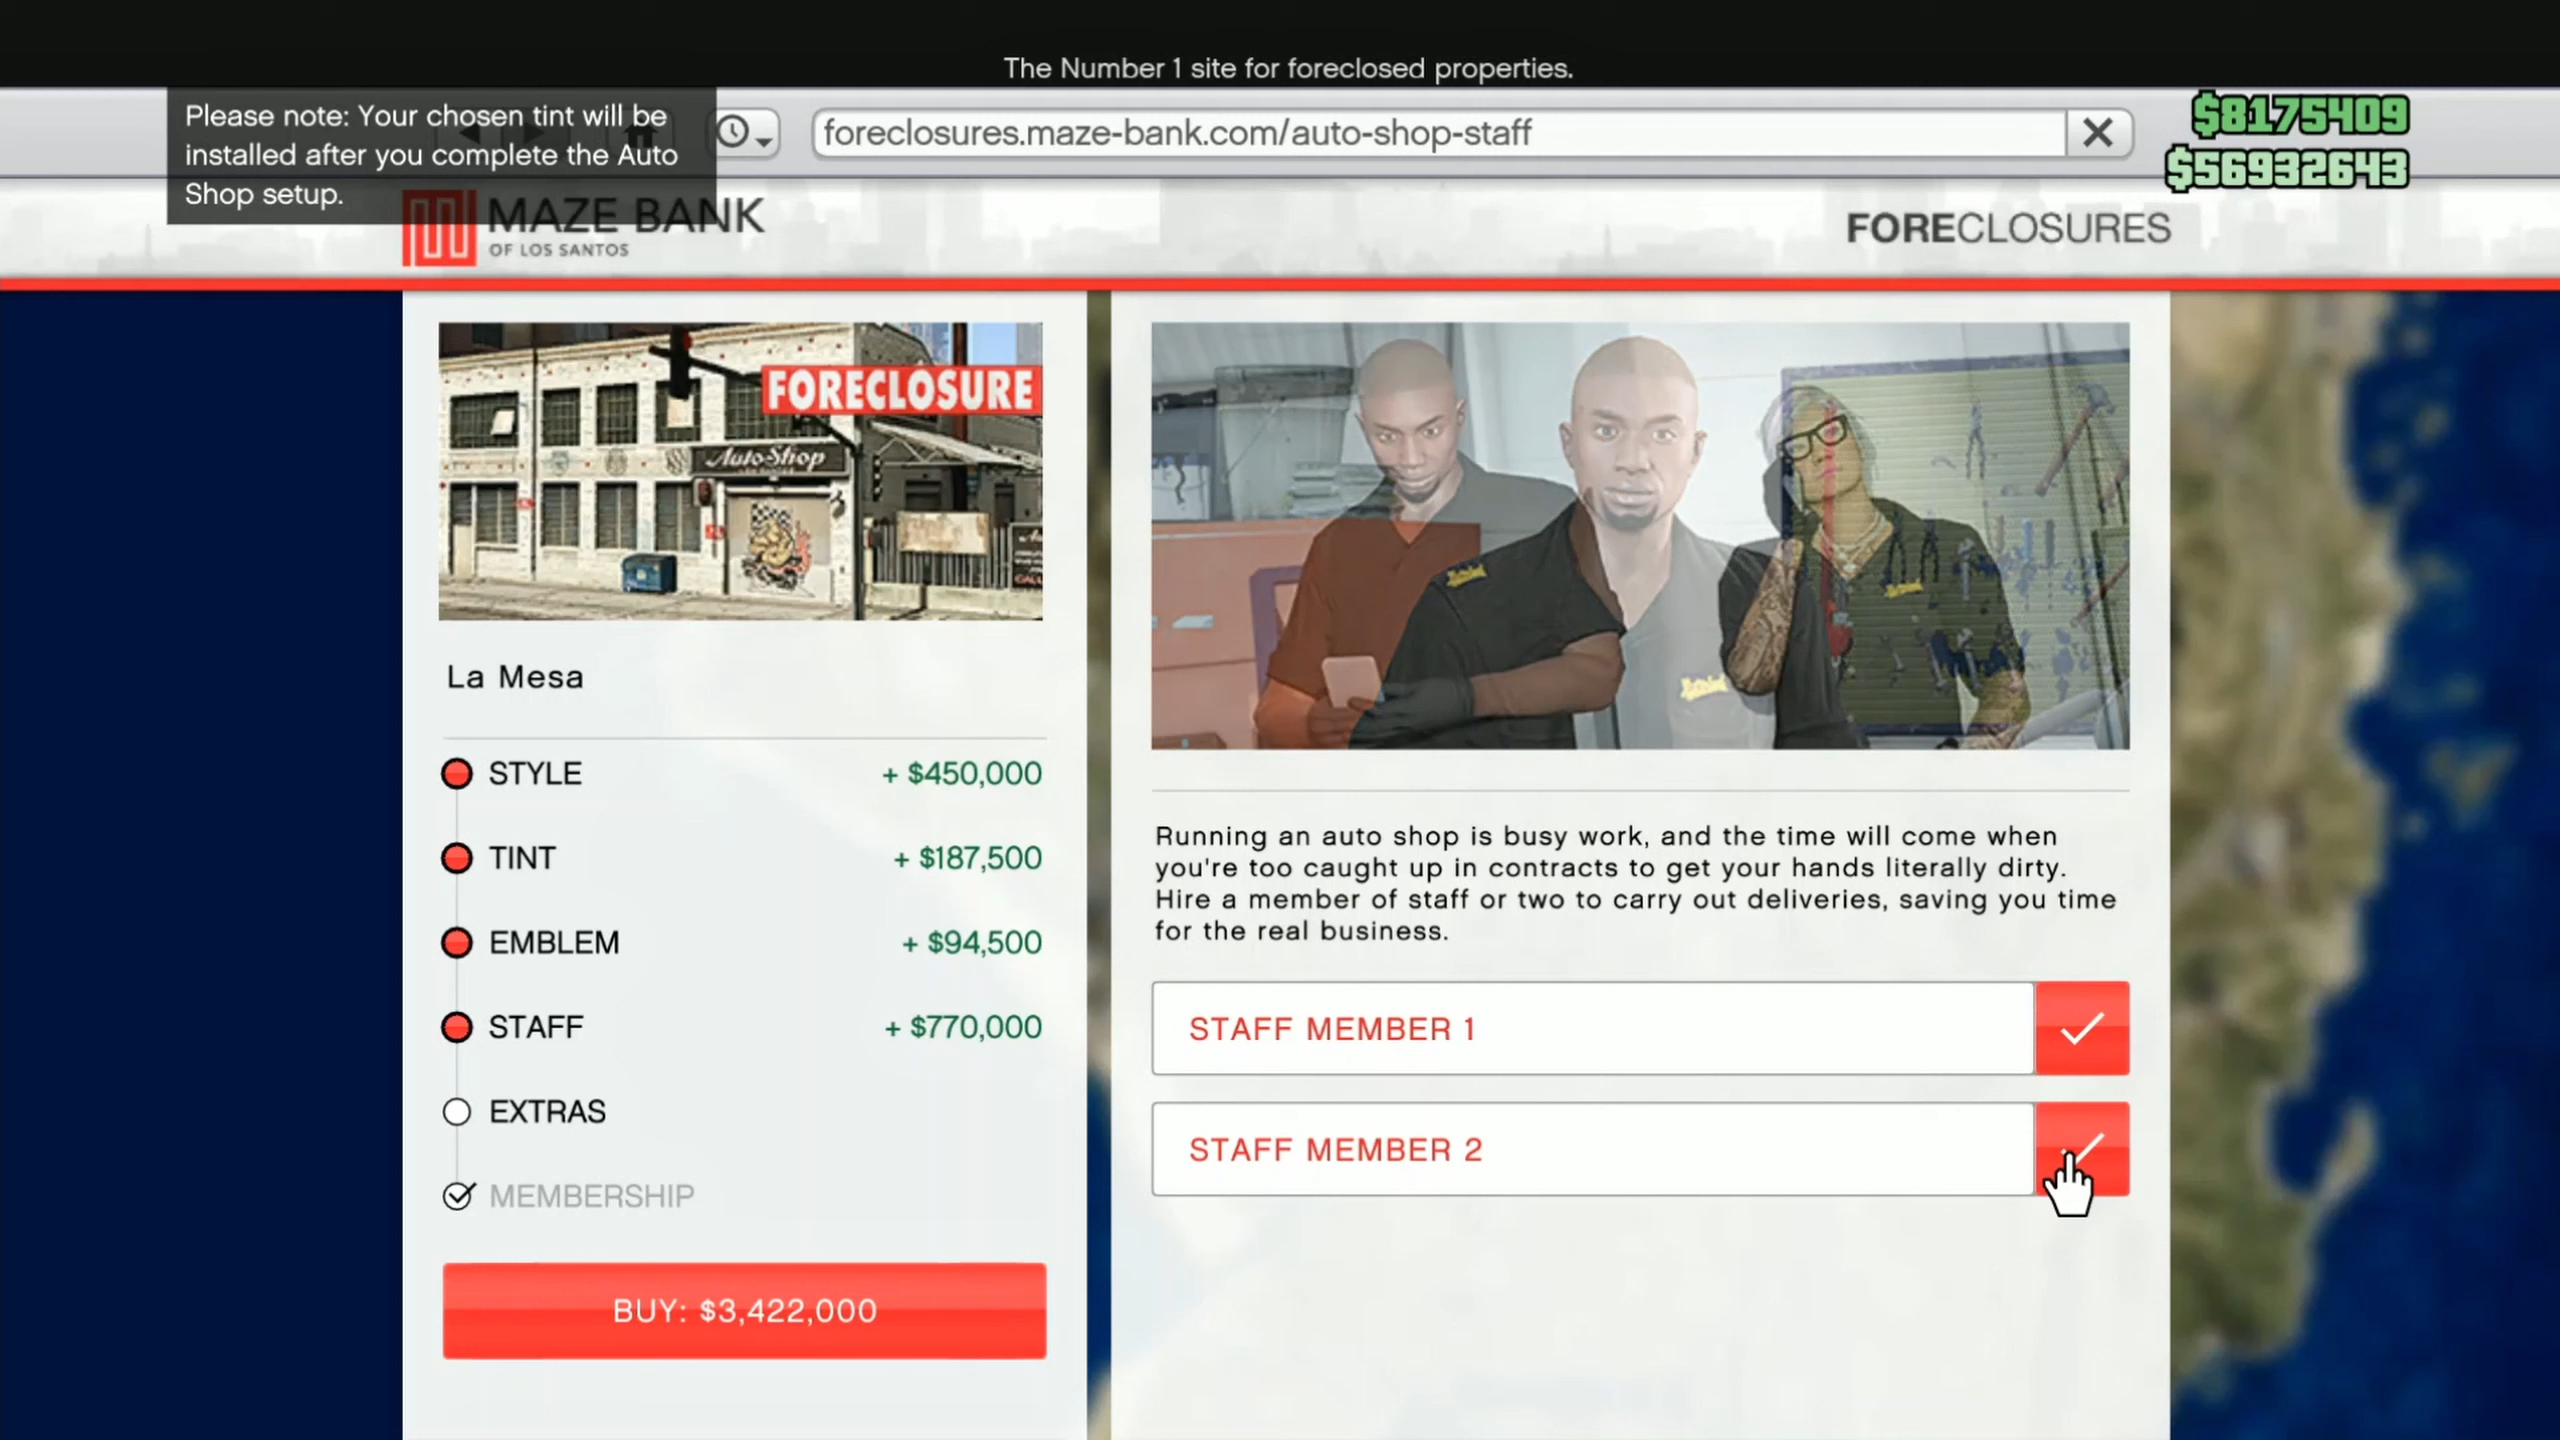 The Number 1 site for foreclosed properties.
Please note: Your chosen tint will be
installed after you complete the Auto
Shop setup.
foreclosures.maze-bank.com/auto-shop-staff
$8175409
$56932643
MAZE BANK
OF LOS SANTOS
FORECLOSURES
FORECLOSURE
Auto Shop
La Mesa
STYLE + $450,000
TINT + $187,500
EMBLEM + $94,500
STAFF + $770,000
EXTRAS
MEMBERSHIP
BUY: $3,422,000
Running an auto shop is busy work, and the time will come when
you're too caught up in contracts to get your hands literally dirty.
Hire a member of staff or two to carry out deliveries, saving you time
for the real business.
STAFF MEMBER 1
STAFF MEMBER 2